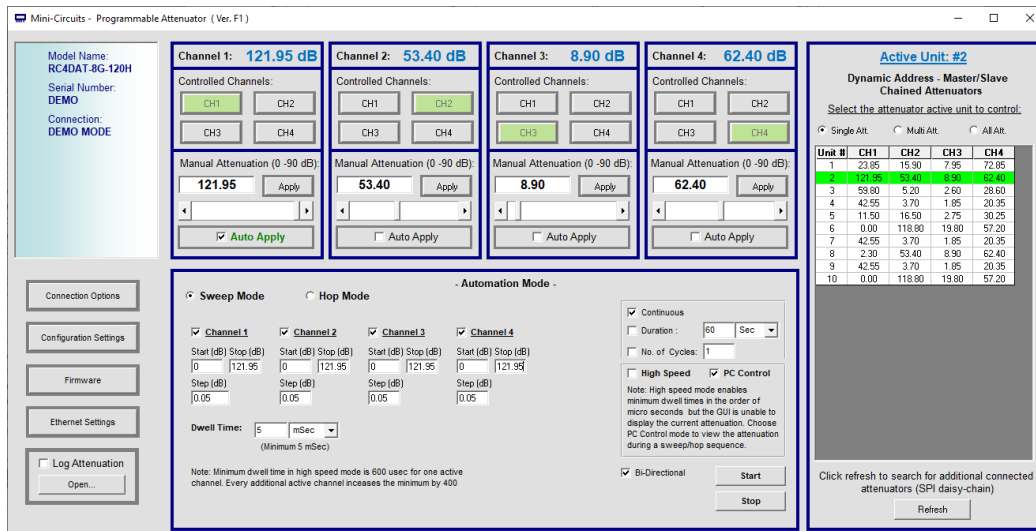 Mini-Circuits - Programmable Attenuator ( Ver. F1 )
Model Name:
RC4DAT-8G-120H
Serial Number:
DEMO
Connection:
DEMO MODE
Connection Options
Configuration Settings
Firmware
Ethernet Settings
Log Attenuation
Open...
Channel 1: 121.95 dB
Controlled Channels:
CH1 CH2
CH3 CH4
Manual Attenuation (0 -90 dB):
121.95 Apply
Auto Apply
Channel 2: 53.40 dB
Controlled Channels:
CH1 CH2
CH3 CH4
Manual Attenuation (0 -90 dB):
53.40 Apply
Auto Apply
Channel 3: 8.90 dB
Controlled Channels:
CH1 CH2
CH3 CH4
Manual Attenuation (0 -90 dB):
8.90 Apply
Auto Apply
Channel 4: 62.40 dB
Controlled Channels:
CH1 CH2
CH3 CH4
Manual Attenuation (0 -90 dB):
62.40 Apply
Auto Apply
- Automation Mode -
Sweep Mode Hop Mode
Channel 1 Channel 2 Channel 3 Channel 4
Start (dB) Stop (dB) Start (dB) Stop (dB) Start (dB) Stop (dB) Start (dB) Stop (dB)
0 121.95 0 121.95 0 121.95 0 121.95
Step (dB) Step (dB) Step (dB) Step (dB)
0.05 0.05 0.05 0.05
Dwell Time: 5 mSec
(Minimum 5 mSec)
Note: Minimum dwell time in high speed mode is 600 usec for one active
channel. Every additional active channel inceases the minimum by 400
Continuous
Duration : 60 Sec
No. of Cycles: 1
High Speed PC Control
Note: High speed mode enables
minimum dwell times in the order of
micro seconds but the GUI is unable to
display the current attenuation. Choose
PC Control mode to view the attenuation
during a sweep/hop sequence.
Bi-Directional Start
Stop
Active Unit: #2
Dynamic Address - Master/Slave
Chained Attenuators
Select the attenuator active unit to control:
Single Att. Multi Att. All Att.
Unit # CH1 CH2 CH3 CH4
1 23.85 15.90 7.95 72.85
2 121.95 53.40 8.90 62.40
3 59.80 5.20 2.60 28.60
4 42.55 3.70 1.85 20.35
5 11.50 16.50 2.75 30.25
6 0.00 118.80 19.80 57.20
7 42.55 3.70 1.85 20.35
8 2.30 53.40 8.90 62.40
9 42.55 3.70 1.85 20.35
10 0.00 118.80 19.80 57.20
Click refresh to search for additional connected
attenuators (SPI daisy-chain)
Refresh